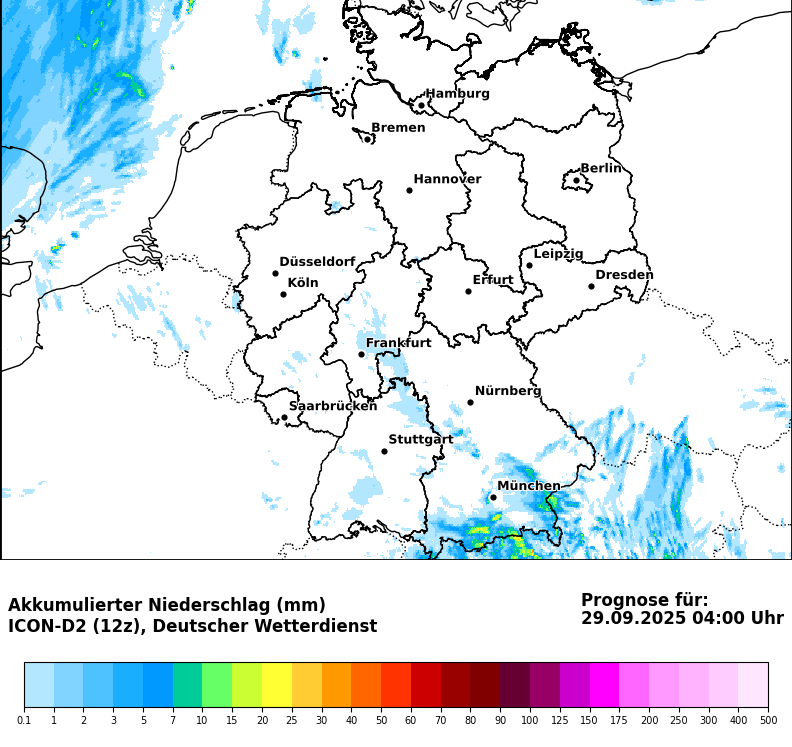 Hamburg
Bremen
Berlin
Hannover
Leipzig
Düsseldorf
Dresden
Köln
Erfurt
Frankfurt
Nürnberg
Saarbrücken
Stuttgart
München
Akkumulierter Niederschlag (mm)
ICON-D2 (12z), Deutscher Wetterdienst
Prognose für:
29.09.2025 04:00 Uhr
0.1 1 2 3 5 7 10 15 20 25 30 40 50 60 70 80 90 100 125 150 175 200 250 300 400 500